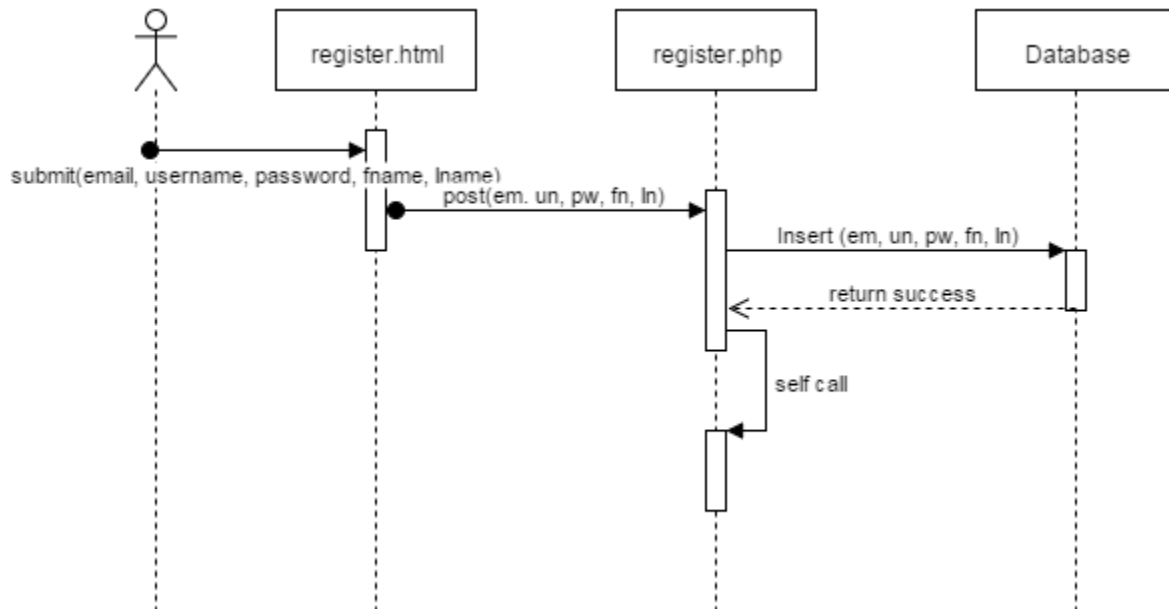 register.html
register.php
Database
submit(email, username, password, fname, lname)
post(em. un, pw, fn, ln)
Insert (em, un, pw, fn, ln)
return success
self call